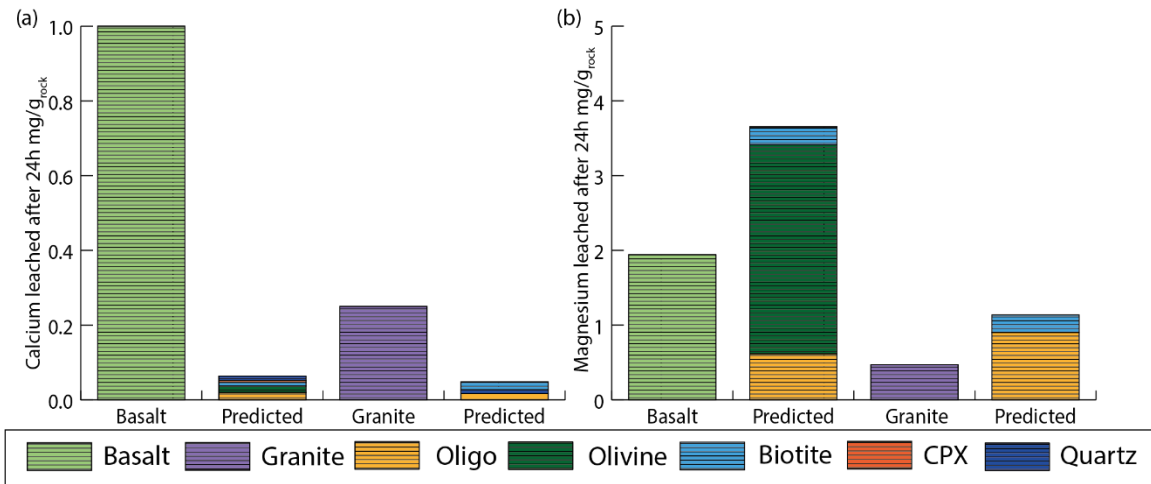 (a)
Calcium leached after 24h mg/grock
1.0
0.8
0.6
0.4
0.2
0.0
Basalt Predicted Granite Predicted
(b)
Magnesium leached after 24h mg/grock
5
4
3
2
1
0
Basalt Predicted Granite Predicted
Basalt Granite Oligo Olivine Biotite CPX Quartz